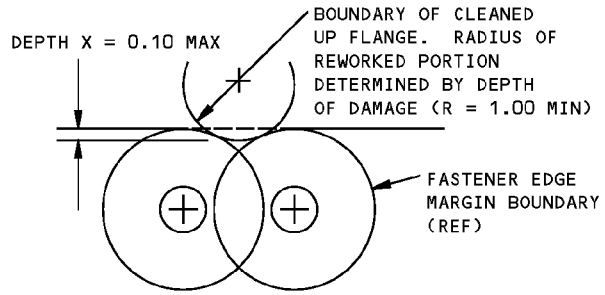 DEPTH X = 0.10 MAX
BOUNDARY OF CLEANED
UP FLANGE. RADIUS OF
REWORKED PORTION
DETERMINED BY DEPTH
OF DAMAGE (R = 1.00 MIN)
FASTENER EDGE
MARGIN BOUNDARY
(REF)